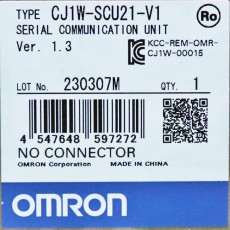 TYPE CJ1W-SCU21-V1
SERIAL COMMUNICATION UNIT
Ver. 1.3
Ro
KCC-REM-OMR-
CJ1W-00015
LOT No. 230307M QTY. 1
4 547648 597272
NO CONNECTOR
OMRON Corporation MADE IN CHINA
OMRON